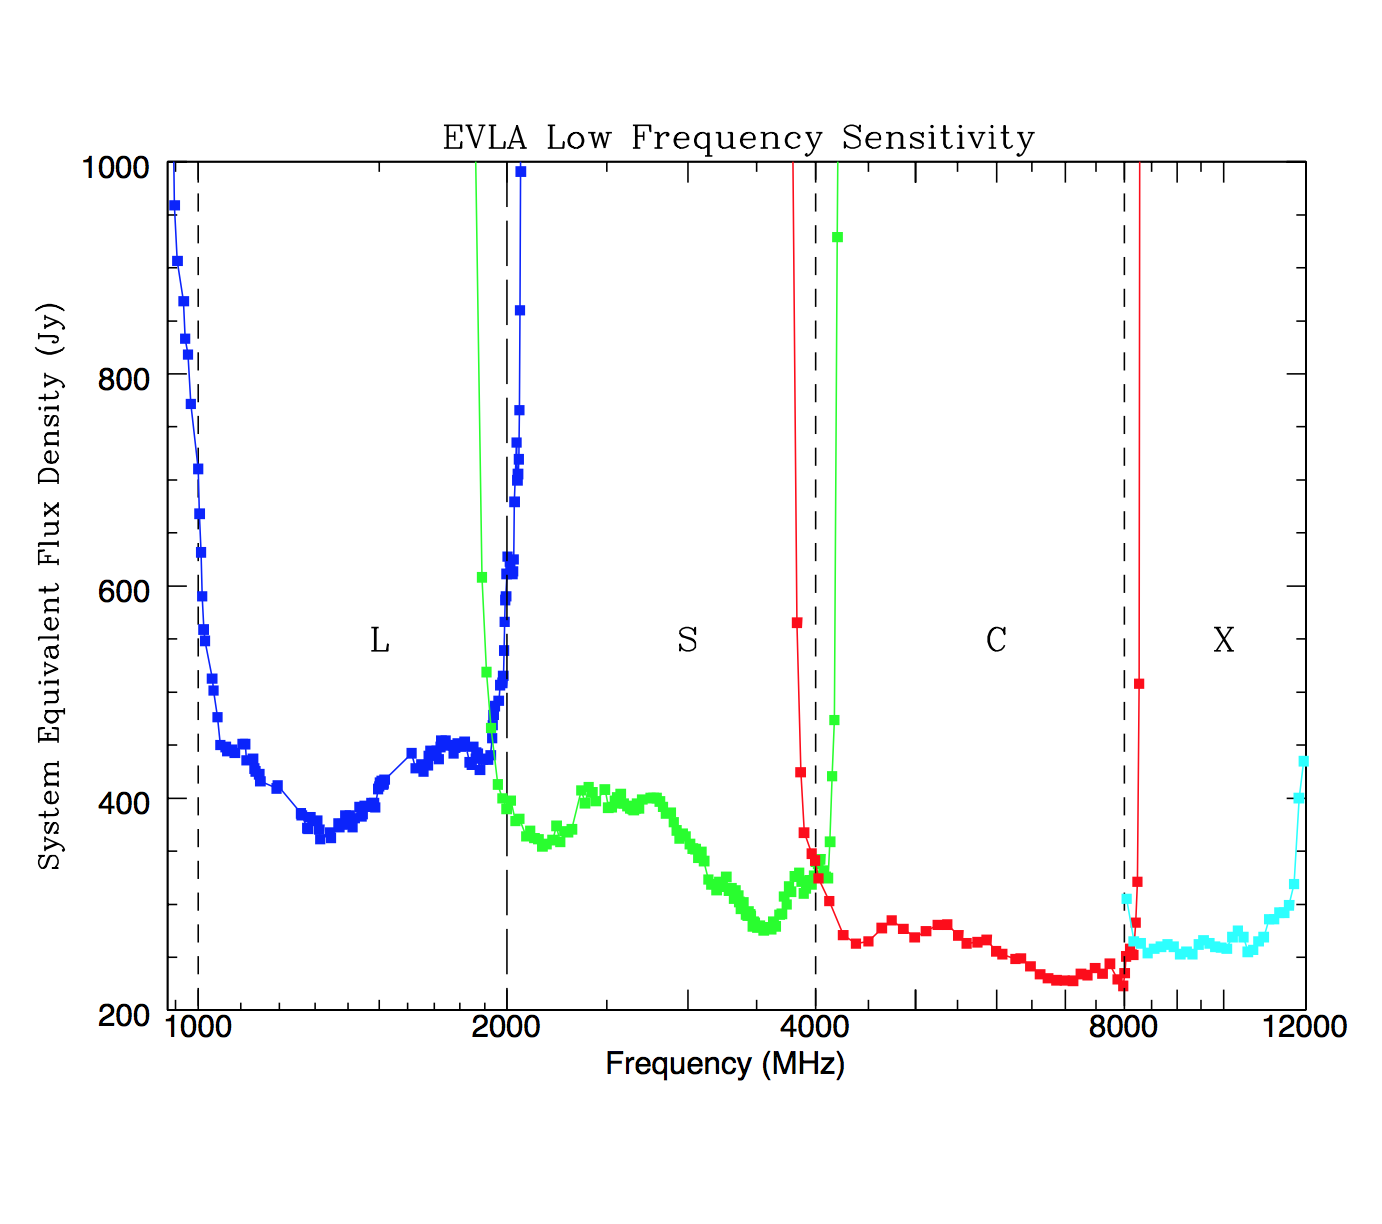 EVLA Low Frequency Sensitivity
1000
800
600
400
200
System Equivalent Flux Density (Jy)
L
S
C
X
1000
2000
4000
8000
12000
Frequency (MHz)